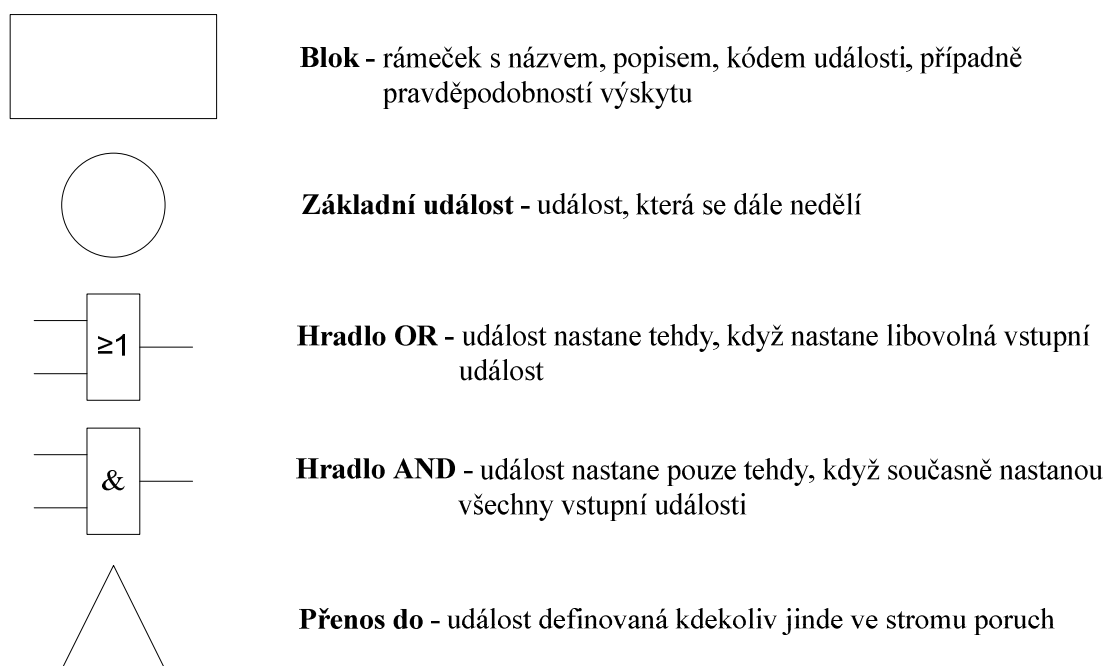 Blok - rámeček s názvem, popisem, kódem události, případně
pravděpodobností výskytu
Základní událost - událost, která se dále nedělí
≥1
Hradlo OR - událost nastane tehdy, když nastane libovolná vstupní
událost
&
Hradlo AND - událost nastane pouze tehdy, když současně nastanou
všechny vstupní události
Přenos do - událost definovaná kdekoliv jinde ve stromu poruch